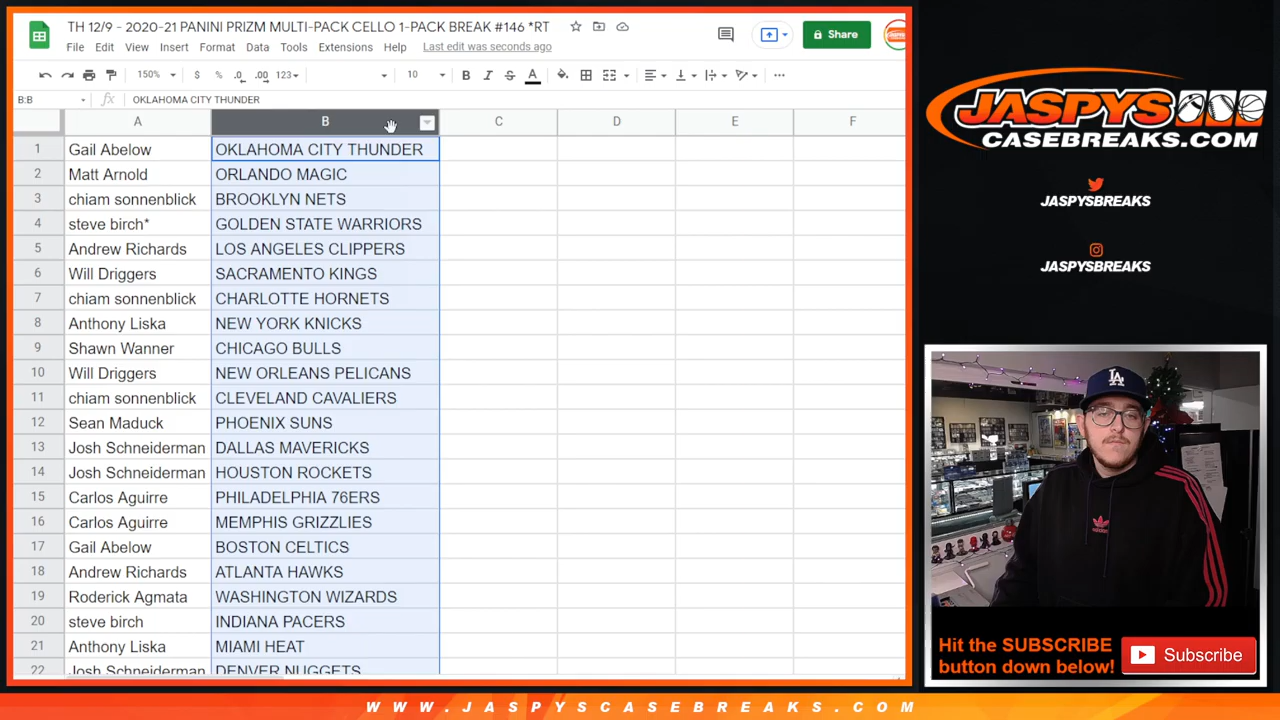 TH 12/9 - 2020-21 PANINI PRIZM MULTI-PACK CELLO 1-PACK BREAK #146 *RT
File Edit View Insert Format Data Tools Extensions Help Last edit was seconds ago
Share
150% $ % .0 .00 123 10 B I S A
B:B fx OKLAHOMA CITY THUNDER
A B C D E F
1 Gail Abelow OKLAHOMA CITY THUNDER
2 Matt Arnold ORLANDO MAGIC
3 chiam sonnenblick BROOKLYN NETS
4 steve birch* GOLDEN STATE WARRIORS
5 Andrew Richards LOS ANGELES CLIPPERS
6 Will Driggers SACRAMENTO KINGS
7 chiam sonnenblick CHARLOTTE HORNETS
8 Anthony Liska NEW YORK KNICKS
9 Shawn Wanner CHICAGO BULLS
10 Will Driggers NEW ORLEANS PELICANS
11 chiam sonnenblick CLEVELAND CAVALIERS
12 Sean Maduck PHOENIX SUNS
13 Josh Schneiderman DALLAS MAVERICKS
14 Josh Schneiderman HOUSTON ROCKETS
15 Carlos Aguirre PHILADELPHIA 76ERS
16 Carlos Aguirre MEMPHIS GRIZZLIES
17 Gail Abelow BOSTON CELTICS
18 Andrew Richards ATLANTA HAWKS
19 Roderick Agmata WASHINGTON WIZARDS
20 steve birch INDIANA PACERS
21 Anthony Liska MIAMI HEAT
22 Josh Schneiderman DENVER NUGGETS
JASPYS
CASEBREAKS.COM
JASPYSBREAKS
JASPYSBREAKS
LA
adidas
Hit the SUBSCRIBE
button down below!
Subscribe
WWW.JASPYSCASEBREAKS.COM